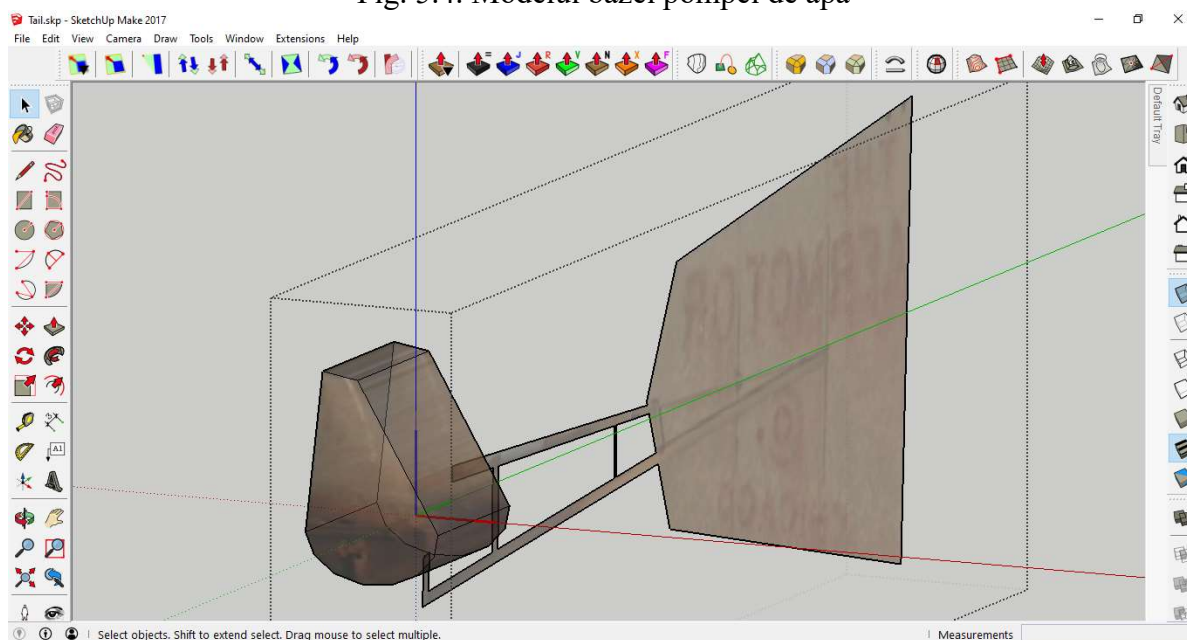 Fig. 3.4. Modelul bazei pompei de apă
Tail.skp - SketchUp Make 2017
File Edit View Camera Draw Tools Window Extensions Help
Default Tray
Select objects. Shift to extend select. Drag mouse to select multiple.
Measurements